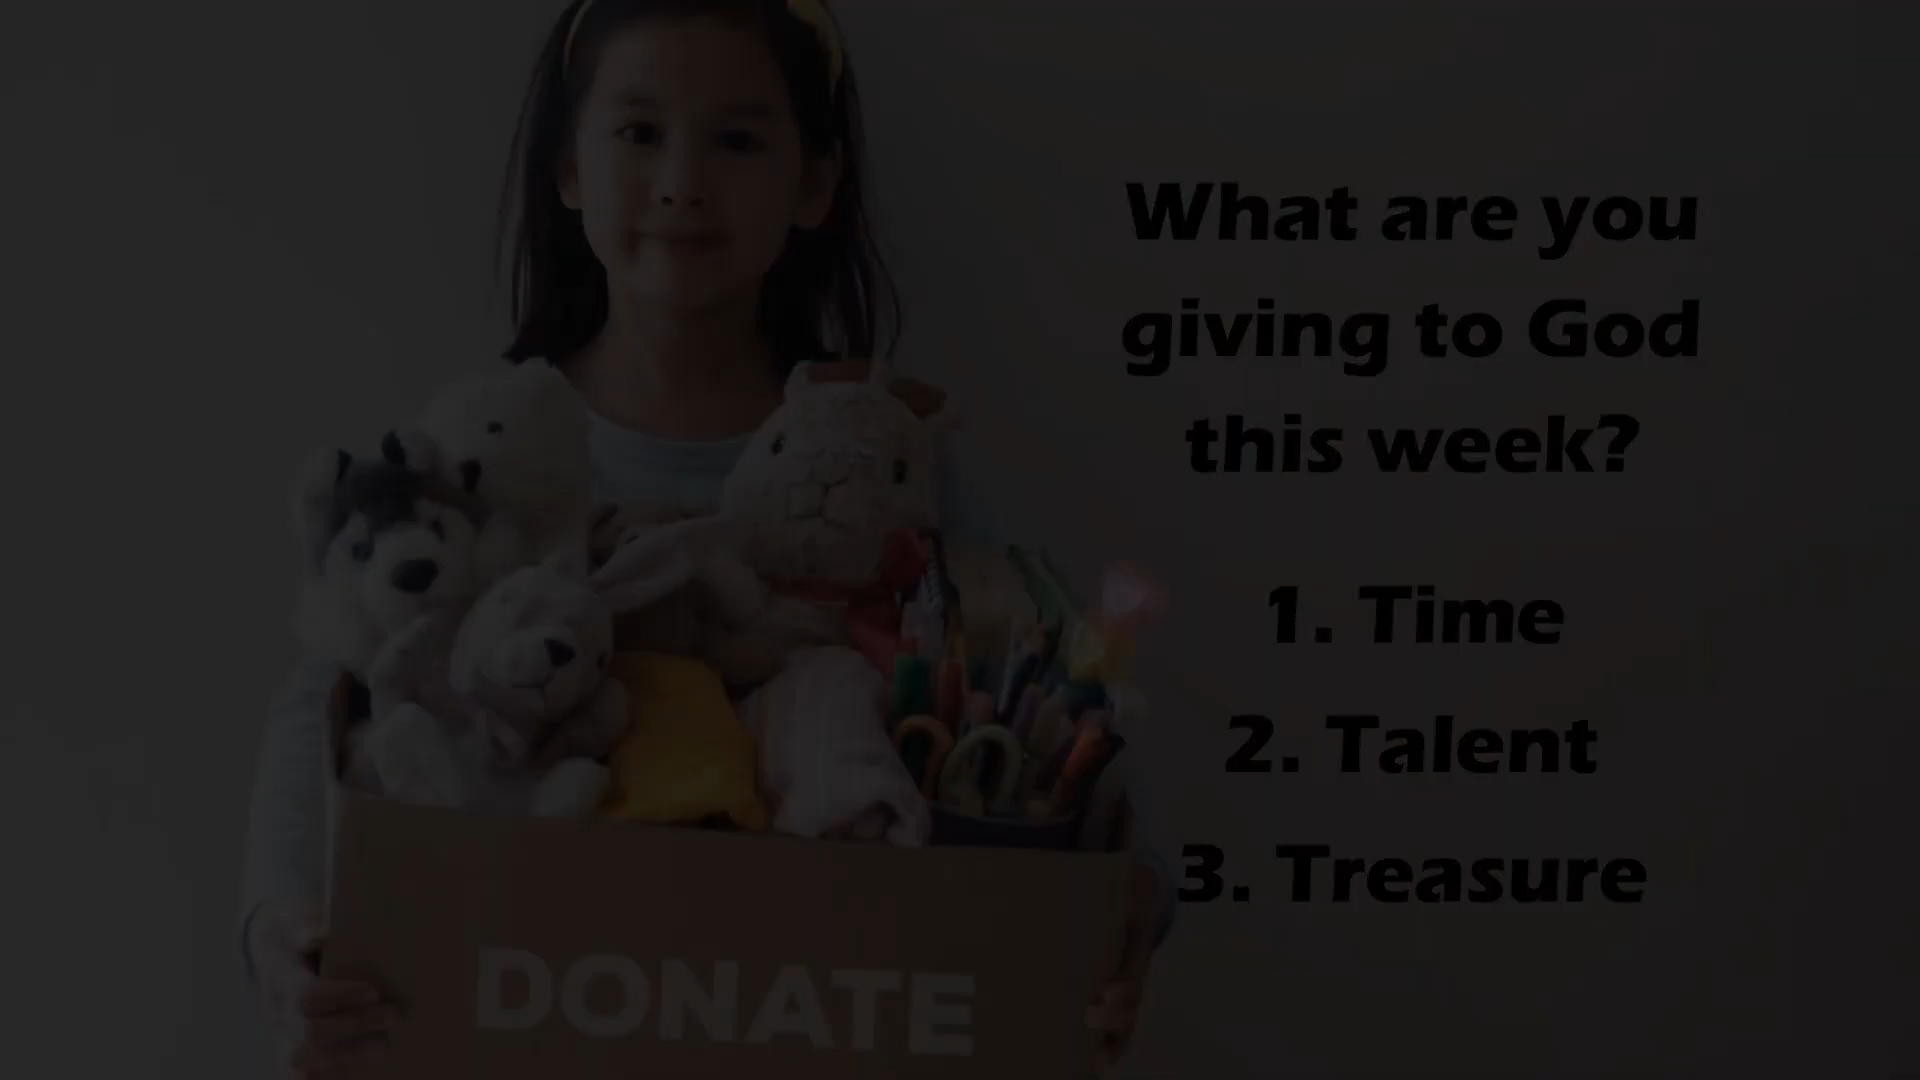 What are you
giving to God
this week?
1. Time
2. Talent
3. Treasure
DONATE